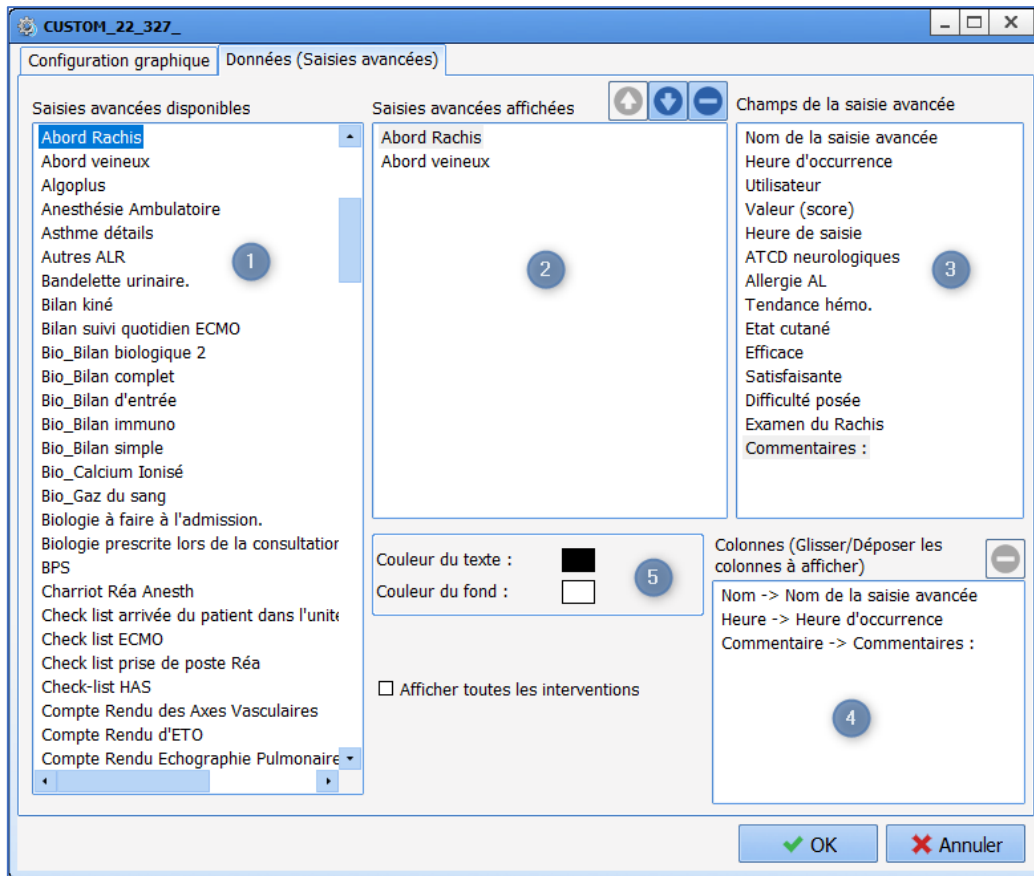 CUSTOM_22_327_
Configuration graphique
Données (Saisies avancées)
Saisies avancées disponibles
Abord Rachis
Abord veineux
Algoplus
Anesthésie Ambulatoire
Asthme détails
Autres ALR
Bandelette urinaire.
Bilan kiné
Bilan suivi quotidien ECMO
Bio_Bilan biologique 2
Bio_Bilan complet
Bio_Bilan d'entrée
Bio_Bilan immuno
Bio_Bilan simple
Bio_Calcium Ionisé
Bio_Gaz du sang
Biologie à faire à l'admission.
Biologie prescrite lors de la consultation
BPS
Charriot Réa Anesth
Check list arrivée du patient dans l'unité
Check list ECMO
Check list prise de poste Réa
Check-list HAS
Compte Rendu des Axes Vasculaires
Compte Rendu d'ETO
Compte Rendu Echographie Pulmonaire
1
Saisies avancées affichées
Abord Rachis
Abord veineux
2
Champs de la saisie avancée
Nom de la saisie avancée
Heure d'occurrence
Utilisateur
Valeur (score)
Heure de saisie
ATCD neurologiques
Allergie AL
Tendance hémo.
Etat cutané
Efficace
Satisfaisante
Difficulté posée
Examen du Rachis
Commentaires :
3
Couleur du texte :
Couleur du fond :
5
Afficher toutes les interventions
Colonnes (Glisser/Déposer les
colonnes à afficher)
Nom -> Nom de la saisie avancée
Heure -> Heure d'occurrence
Commentaire -> Commentaires :
4
OK
Annuler